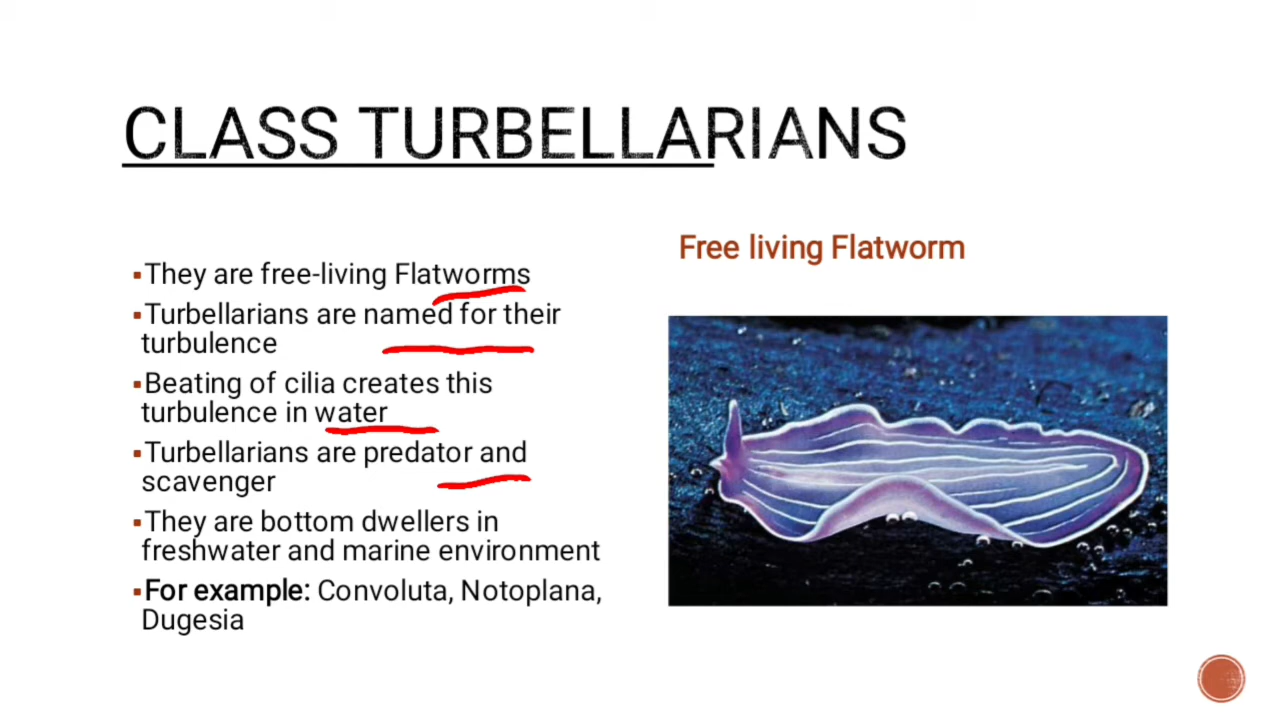 CLASS TURBELLARIANS
▪They are free-living Flatworms
▪Turbellarians are named for their
turbulence
▪Beating of cilia creates this
turbulence in water
▪Turbellarians are predator and
scavenger
▪They are bottom dwellers in
freshwater and marine environment
▪For example: Convoluta, Notoplana,
Dugesia
Free living Flatworm